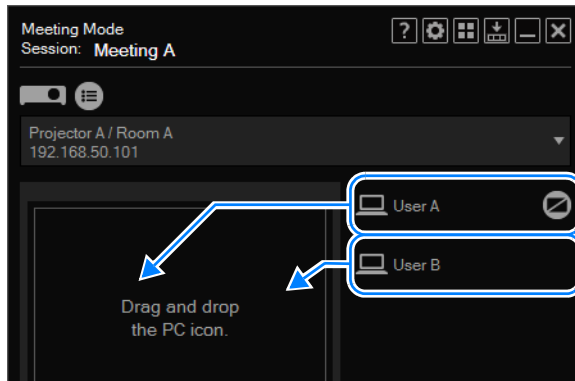 Meeting Mode
Session: Meeting A
Projector A / Room A
192.168.50.101
User A
User B
Drag and drop
the PC icon.